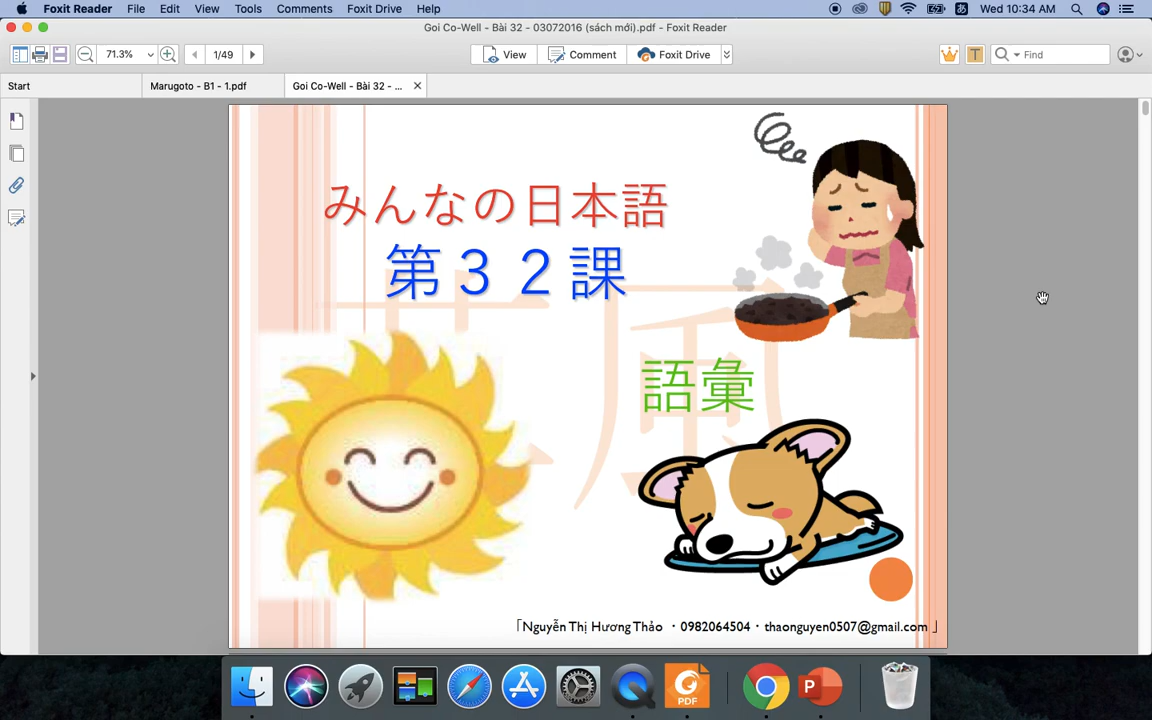 Foxit Reader File Edit View Tools Comments Foxit Drive Help あ Wed 10:34 AM
Goi Co-Well - Bài 32 - 03072016 (sách mới).pdf - Foxit Reader
71.3% 1/49 View Comment Foxit Drive T Find
Start Marugoto - B1 - 1.pdf Goi Co-Well - Bài 32 - ...
みんなの日本語
第３２課
語彙
「Nguyễn Thị Hương Thảo ・0982064504・thaonguyen0507@gmail.com 」
PDF P